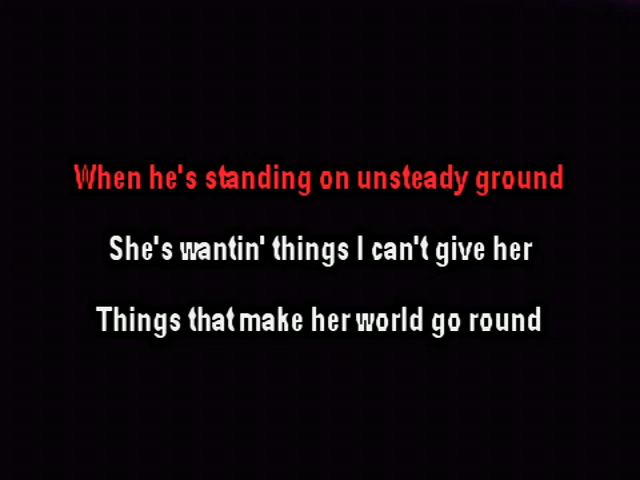 When he's standing on unsteady ground
She's wantin' things I can't give her
Things that make her world go round